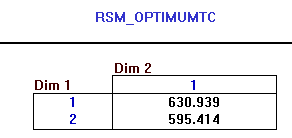 RSM_OPTIMUMTC
Dim 2
Dim 1 1
1 630.939
2 595.414